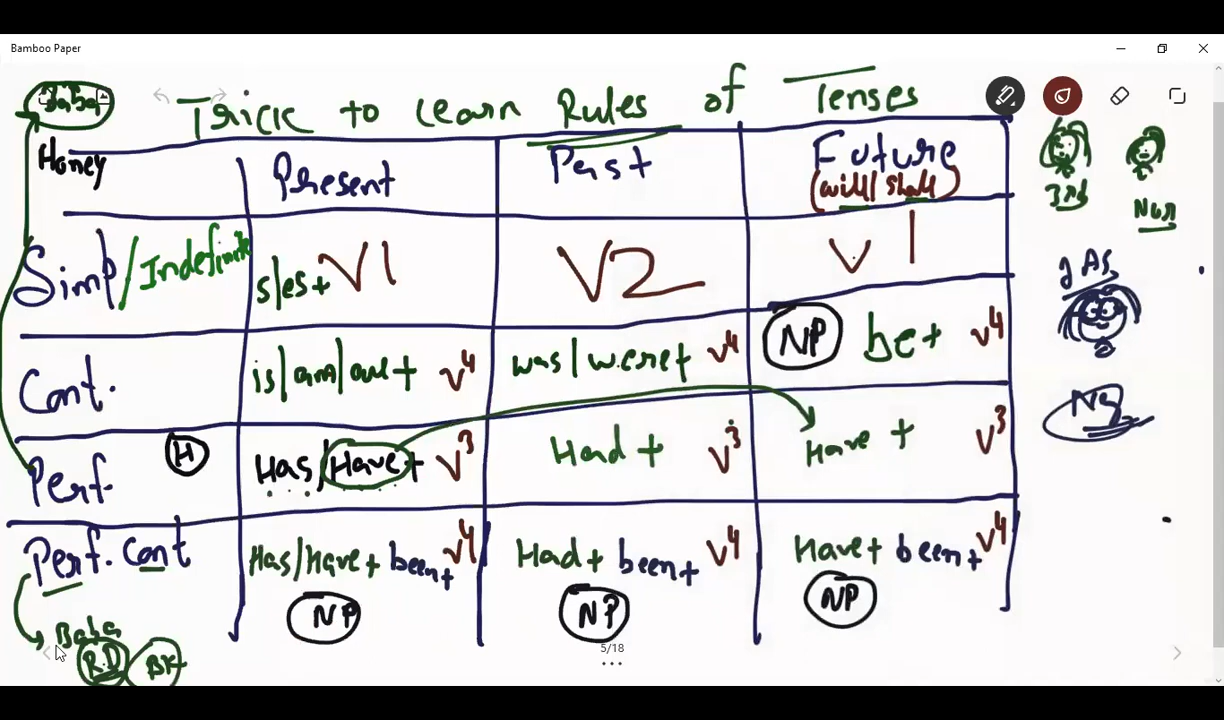 Bamboo Paper
Trick to Learn Rules of Tenses
Honey
Present
Past
Future
(will/shall)
3rd
Simp/Indefinite
s/es+ V1
V2
V1
Cont.
is/am/are + V4
was/were+ V4
NP be+ V4
Perf
H
Has/Have+ V3
Had + V3
Have + V3
Perf. Cont
Has/Have+ been+ V4
Had+ been+ V4
Have+ been+ V4
NP
NP
NP
Baba
R.D
5/18